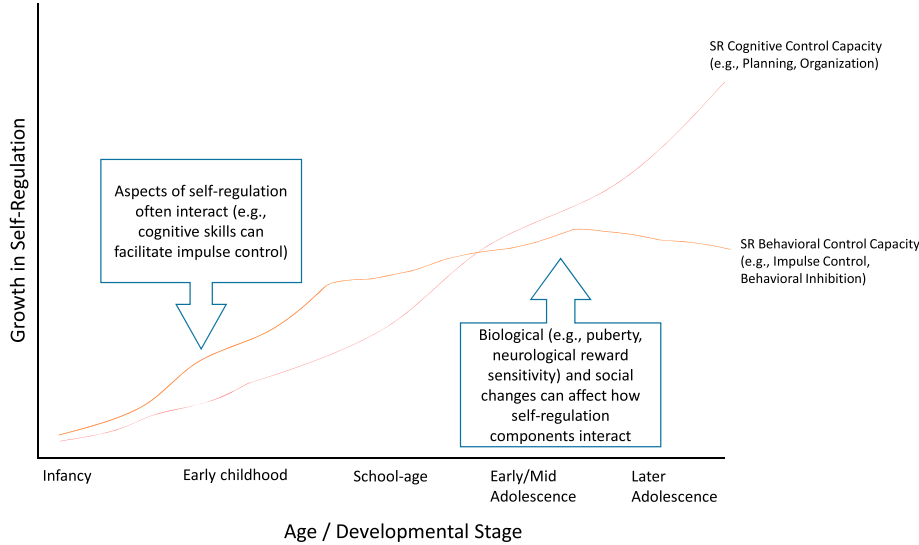 SR Cognitive Control Capacity
(e.g., Planning, Organization)
Growth in Self-Regulation
Aspects of self-regulation
often interact (e.g.,
cognitive skills can
facilitate impulse control)
SR Behavioral Control Capacity
(e.g., Impulse Control,
Behavioral Inhibition)
Biological (e.g., puberty,
neurological reward
sensitivity) and social
changes can affect how
self-regulation
components interact
Infancy
Early childhood
School-age
Early/Mid
Adolescence
Later
Adolescence
Age / Developmental Stage